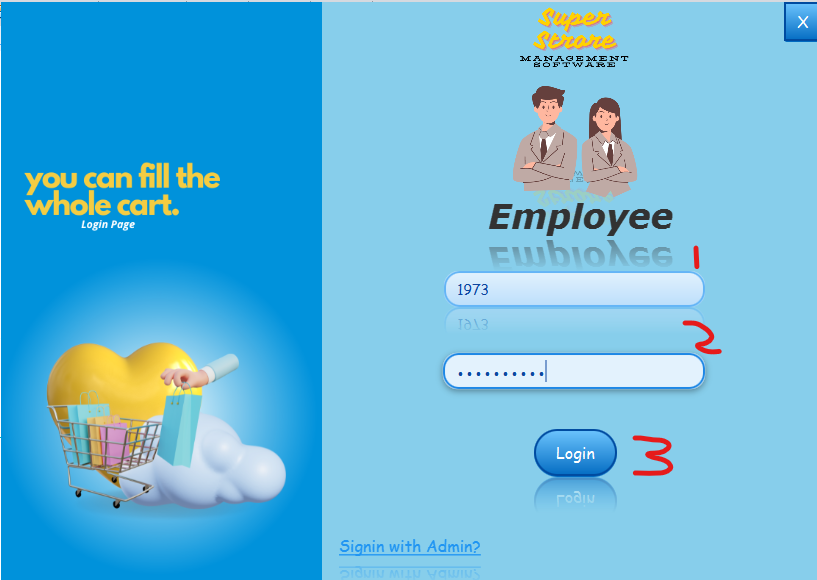 X
Super
Strore
MANAGEMENT
SOFTWARE
you can fill the
whole cart.
Login Page
Employee
1
1973
2
••••••••••
Login
3
Signin with Admin?